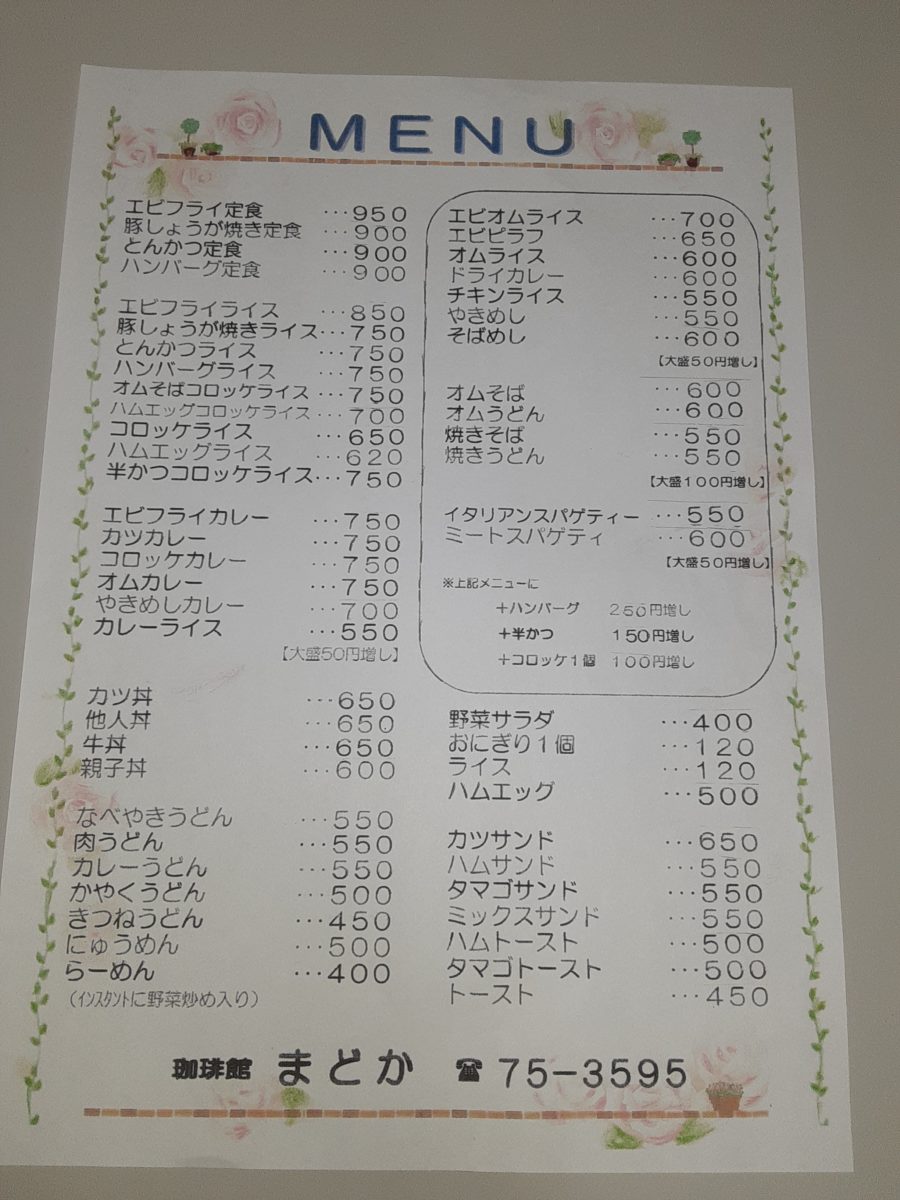 MENU
エビフライ定食 …950
豚しょうが焼き定食 …900
とんかつ定食 …900
ハンバーグ定食 …900
エビフライライス …850
豚しょうが焼きライス…750
とんかつライス …750
ハンバーグライス …750
オムそばコロッケライス…750
ハムエッグコロッケライス…700
コロッケライス …650
ハムエッグライス …620
半かつコロッケライス…750
エビフライカレー …750
カツカレー …750
コロッケカレー …750
オムカレー …750
やきめしカレー …700
カレーライス …550
【大盛50円増し】
カツ丼 …650
他人丼 …650
牛丼 …650
親子丼 …600
なべやきうどん …550
肉うどん …550
カレーうどん …550
かやくうどん …500
きつねうどん …450
にゅうめん …500
らーめん …400
（ｲﾝｽﾀﾝﾄに野菜炒め入り）
エビオムライス …700
エビピラフ …650
オムライス …600
ドライカレー …600
チキンライス …550
やきめし …550
そばめし …600
【大盛50円増し】
オムそば …600
オムうどん …600
焼きそば …550
焼きうどん …550
【大盛100円増し】
イタリアンスパゲティー …550
ミートスパゲティ …600
【大盛50円増し】
※上記メニューに
＋ハンバーグ 250円増し
＋半かつ 150円増し
＋コロッケ1個 100円増し
野菜サラダ …400
おにぎり1個 …120
ライス …120
ハムエッグ …500
カツサンド …650
ハムサンド …550
タマゴサンド …550
ミックスサンド …550
ハムトースト …500
タマゴトースト …500
トースト …450
珈琲館 まどか ☎75-3595